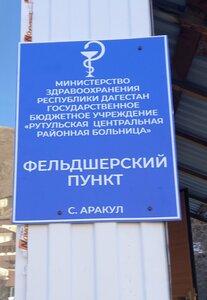 МИНИСТЕРСТВО
ЗДРАВООХРАНЕНИЯ
РЕСПУБЛИКИ ДАГЕСТАН
ГОСУДАРСТВЕННОЕ
БЮДЖЕТНОЕ УЧРЕЖДЕНИЕ
«РУТУЛЬСКАЯ ЦЕНТРАЛЬНАЯ
РАЙОННАЯ БОЛЬНИЦА»
ФЕЛЬДШЕРСКИЙ
ПУНКТ
С. АРАКУЛ